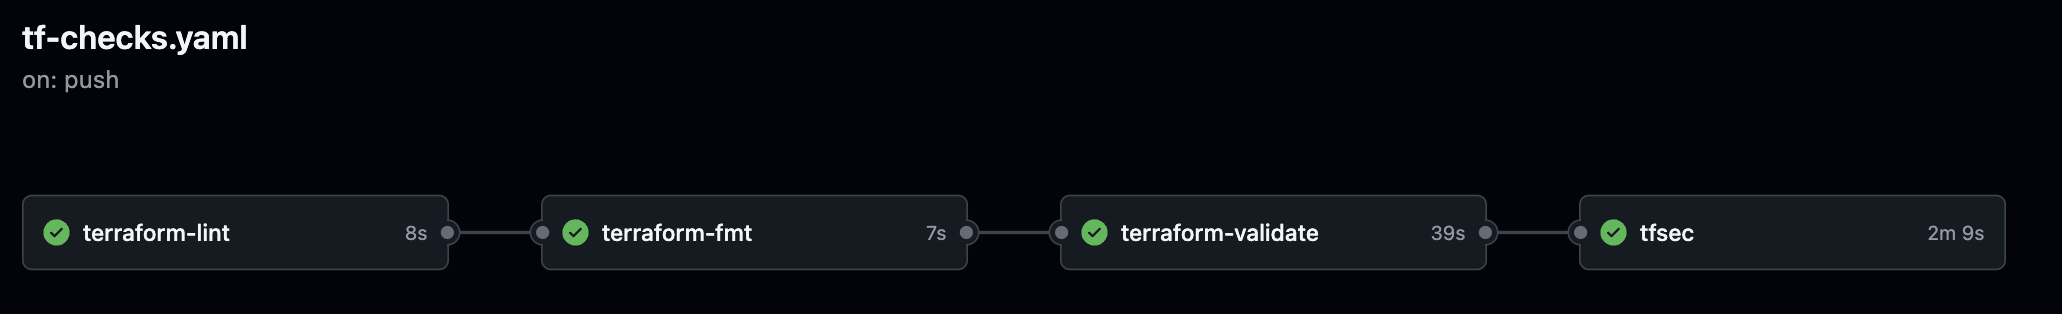 tf-checks.yaml
on: push
terraform-lint 8s
terraform-fmt 7s
terraform-validate 39s
tfsec 2m 9s